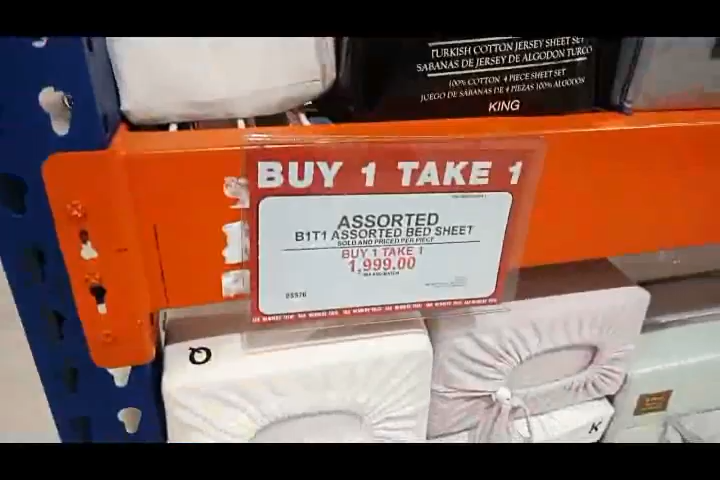 TURKISH COTTON JERSEY SHEET SET
SABANAS DE JERSEY DE ALGODON TURCO
100% COTTON 4 PIECE SHEET SET
JUEGO DE SÁBANAS DE 4 PIEZAS 100% ALGODON
KING
BUY 1 TAKE 1
ASSORTED
B1T1 ASSORTED BED SHEET
SOLD AND PRICED PER PIECE
BUY 1 TAKE 1
1,999.00
Q
K